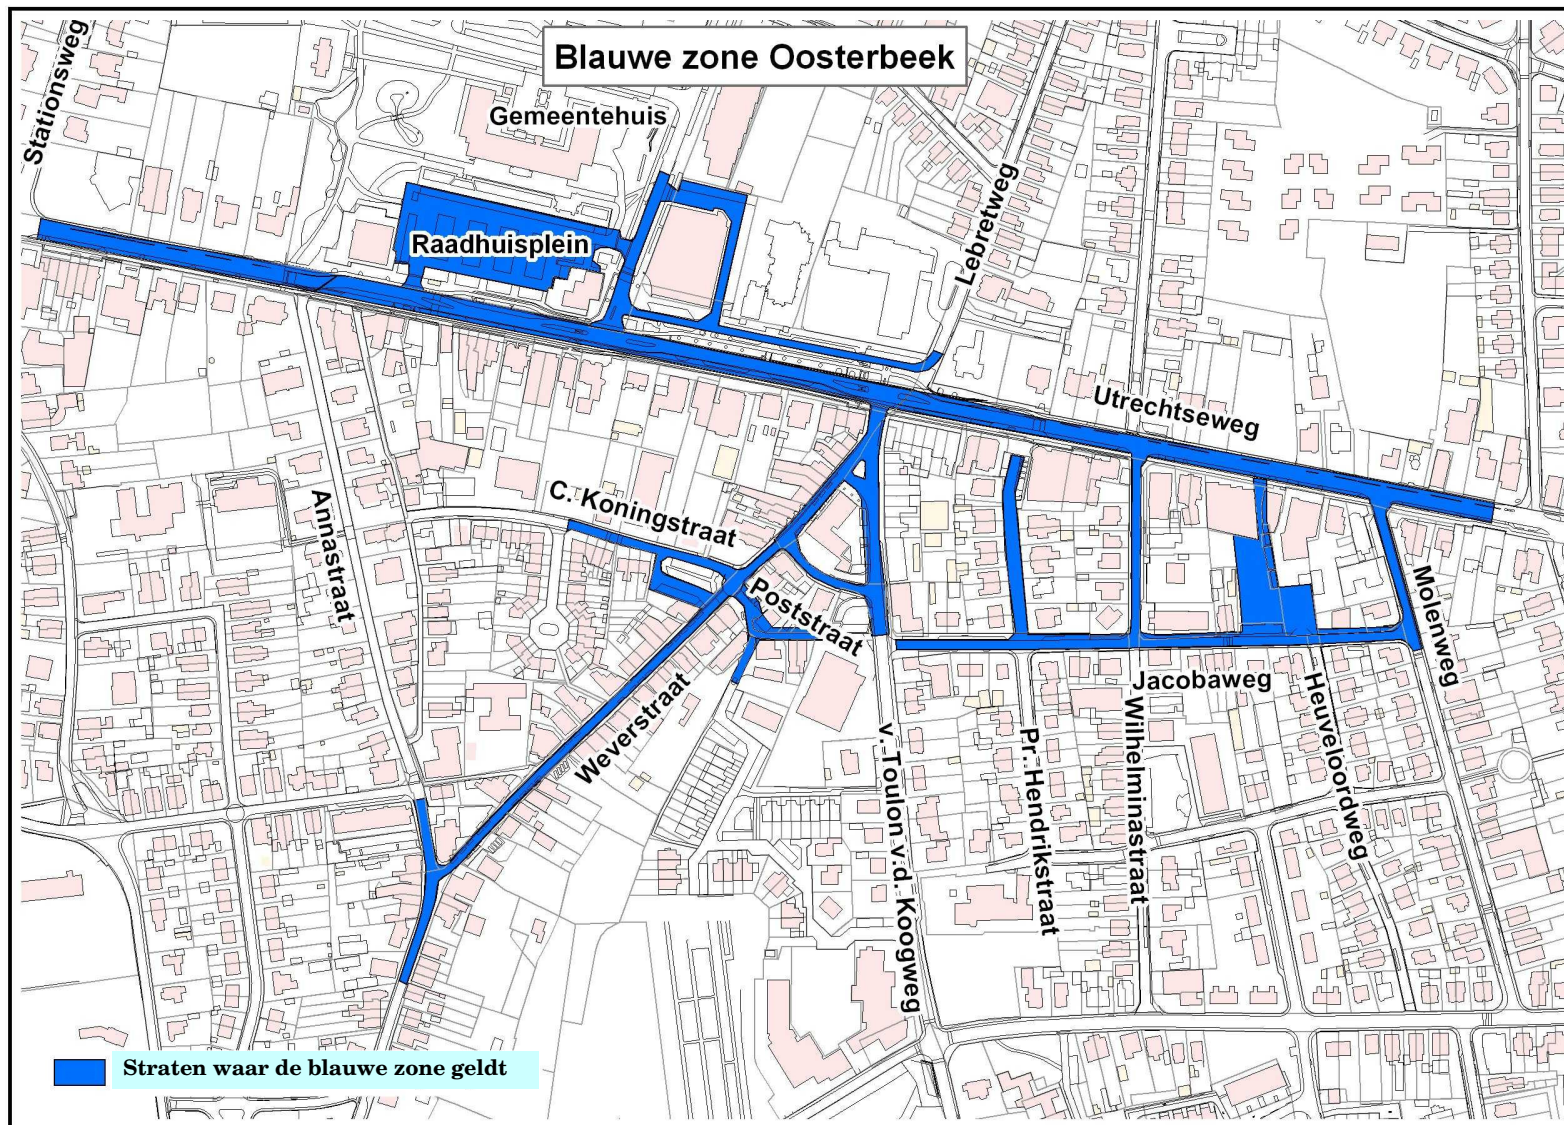 Blauwe zone Oosterbeek
Stationsweg
Gemeentehuis
Raadhuisplein
Lebretweg
Utrechtseweg
Annastraat
C. Koningstraat
Poststraat
Molenweg
Jacobaweg
Weverstraat
v. Toulon v.d. Koogweg
Pr. Hendrikstraat
Wilhelminastraat
Heuveloordweg
Straten waar de blauwe zone geldt